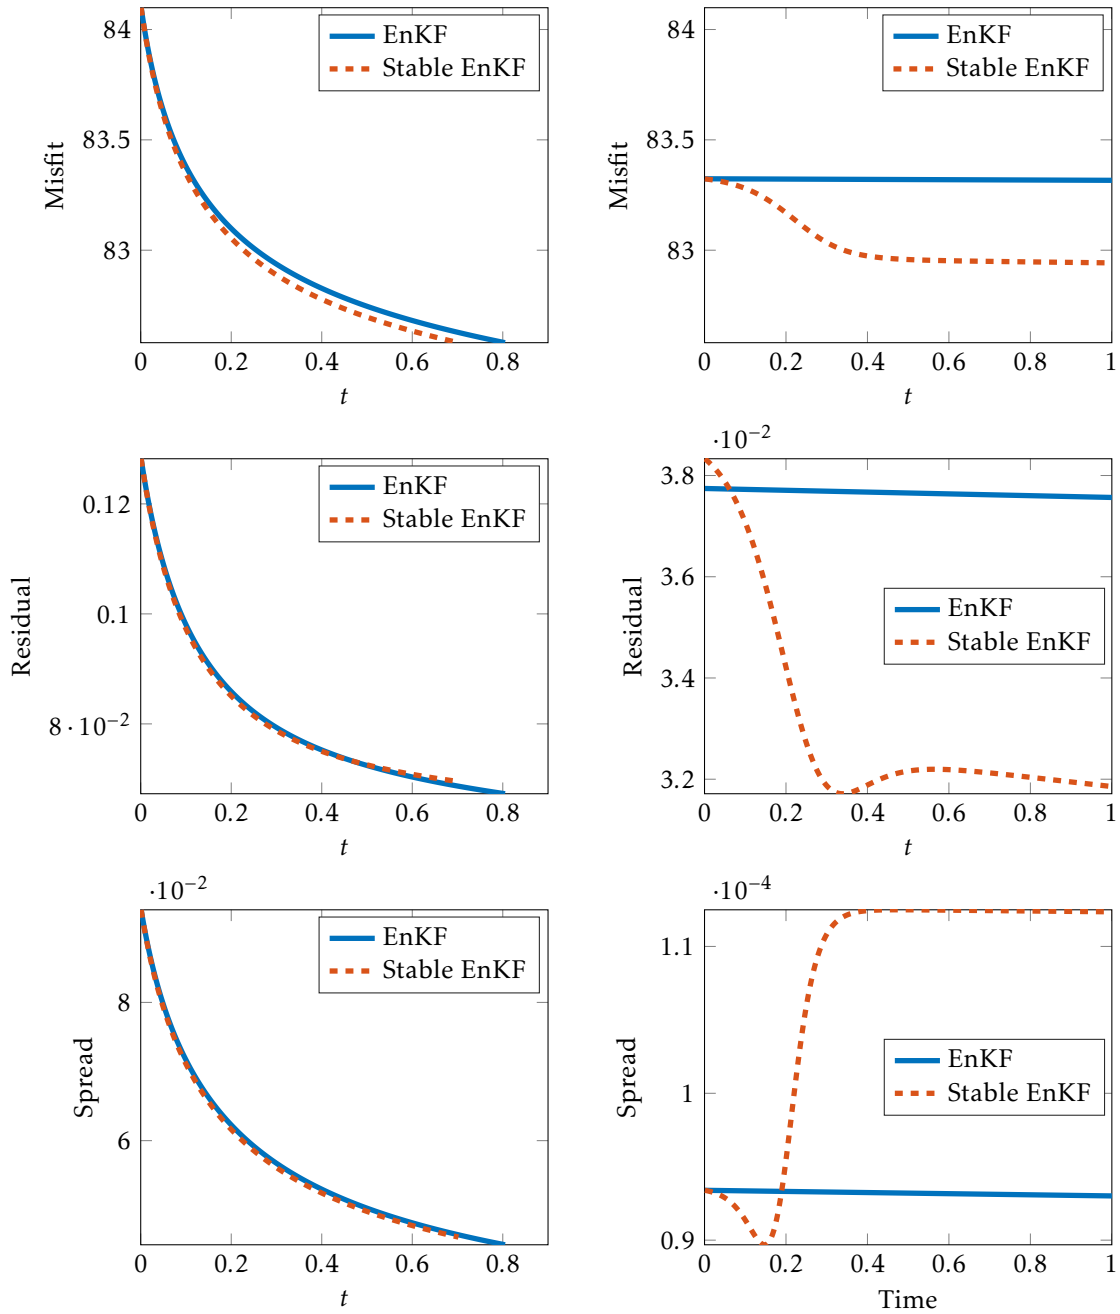 84
83.5
83
Misfit
EnKF
Stable EnKF
0 0.2 0.4 0.6 0.8
t
84
83.5
83
Misfit
EnKF
Stable EnKF
0 0.2 0.4 0.6 0.8 1
t
0.12
0.1
8 · 10−2
Residual
EnKF
Stable EnKF
0 0.2 0.4 0.6 0.8
t
·10−2
3.8
3.6
3.4
3.2
Residual
EnKF
Stable EnKF
0 0.2 0.4 0.6 0.8 1
t
·10−2
8
6
Spread
EnKF
Stable EnKF
0 0.2 0.4 0.6 0.8
t
·10−4
1.1
1
0.9
Spread
EnKF
Stable EnKF
0 0.2 0.4 0.6 0.8 1
Time